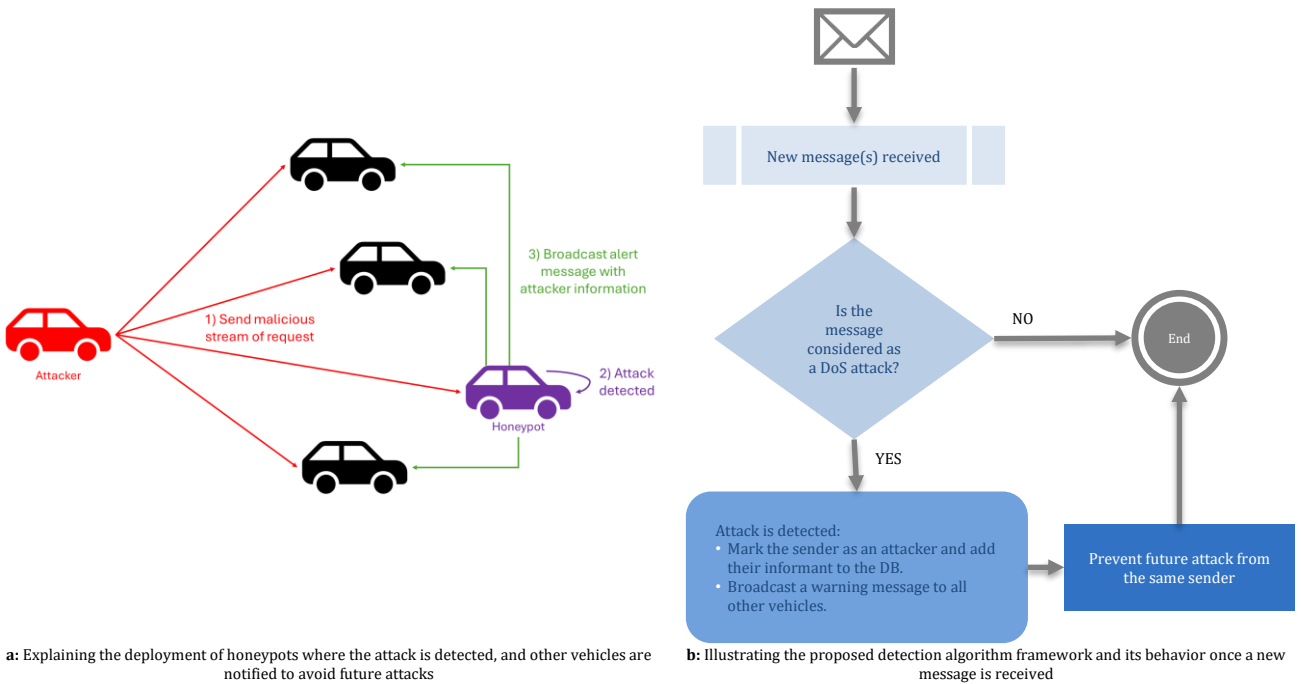 3) Broadcast alert
message with
attacker information
1) Send malicious
stream of request
Attacker
2) Attack
detected
Honeypot
a: Explaining the deployment of honeypots where the attack is detected, and other vehicles are
notified to avoid future attacks
New message(s) received
Is the
message
considered as
a DoS attack?
NO
End
YES
Attack is detected:
• Mark the sender as an attacker and add
their informant to the DB.
• Broadcast a warning message to all
other vehicles.
Prevent future attack from
the same sender
b: Illustrating the proposed detection algorithm framework and its behavior once a new
message is received